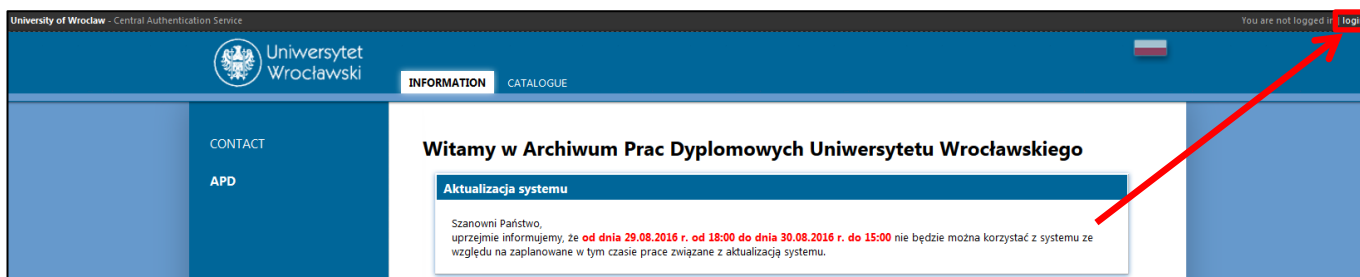 University of Wroclaw - Central Authentication Service
You are not logged in | login
Uniwersytet
Wrocławski
INFORMATION CATALOGUE
CONTACT
APD
Witamy w Archiwum Prac Dyplomowych Uniwersytetu Wrocławskiego
Aktualizacja systemu
Szanowni Państwo,
uprzejmie informujemy, że od dnia 29.08.2016 r. od 18:00 do dnia 30.08.2016 r. do 15:00 nie będzie można korzystać z systemu ze
względu na zaplanowane w tym czasie prace związane z aktualizacją systemu.